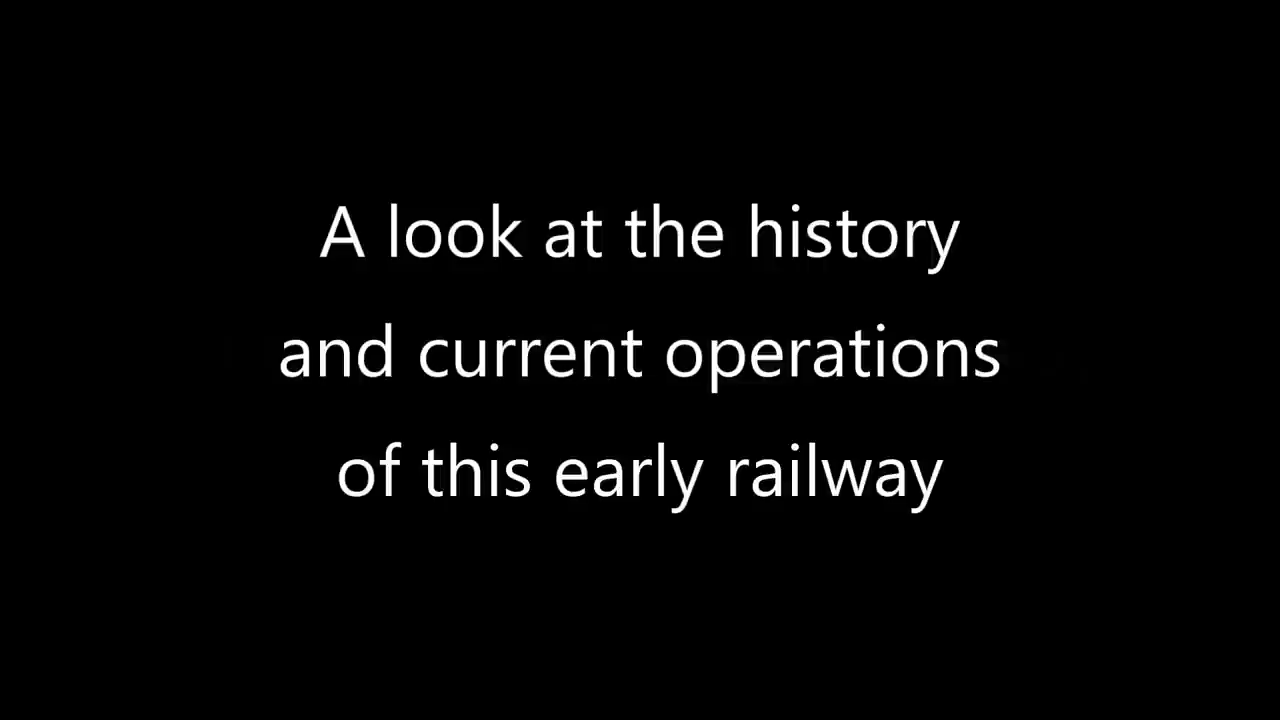 A look at the history
and current operations
of this early railway